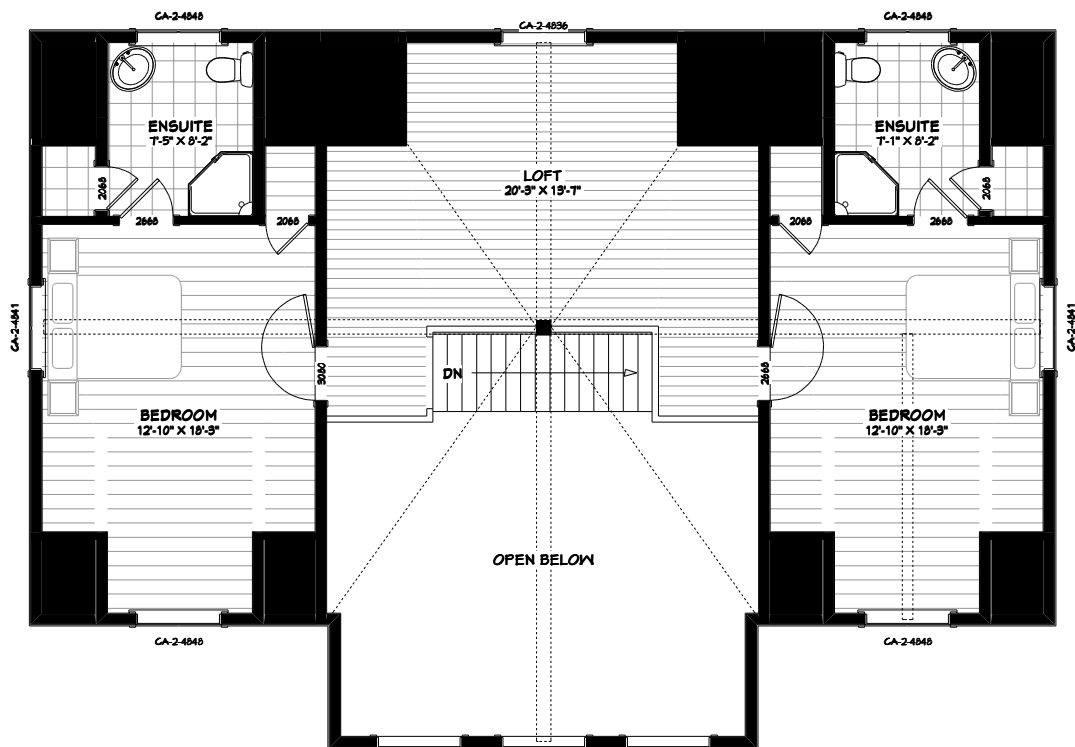 CA-2-4848
CA-2-4836
CA-2-4848
ENSUITE
7'-5" X 8'-2"
ENSUITE
7'-1" X 8'-2"
LOFT
20'-3" X 13'-7"
2068
2668
2068
2068
2668
2068
CA-2-4841
CA-2-4841
3080
DN
2668
BEDROOM
12'-10" X 18'-3"
BEDROOM
12'-10" X 18'-3"
OPEN BELOW
CA-2-4848
CA-2-4848